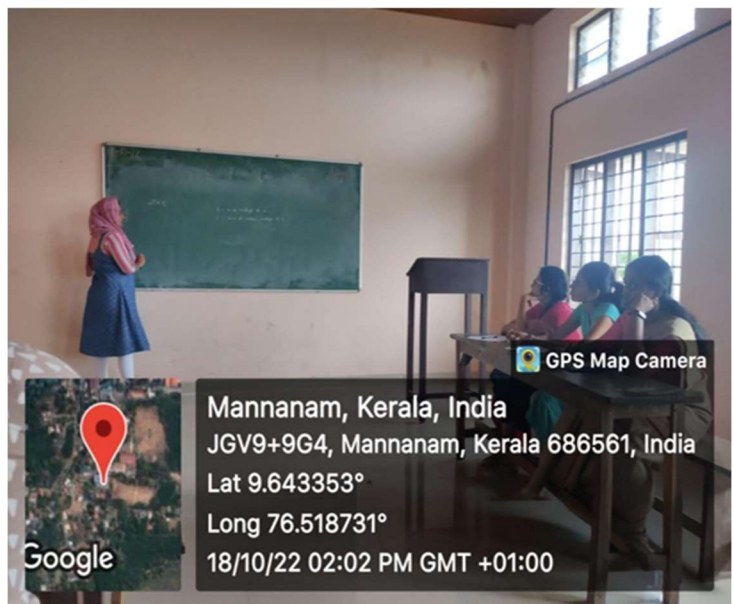 GPS Map Camera
Mannanam, Kerala, India
JGV9+9G4, Mannanam, Kerala 686561, India
Lat 9.643353°
Long 76.518731°
18/10/22 02:02 PM GMT +01:00
Google